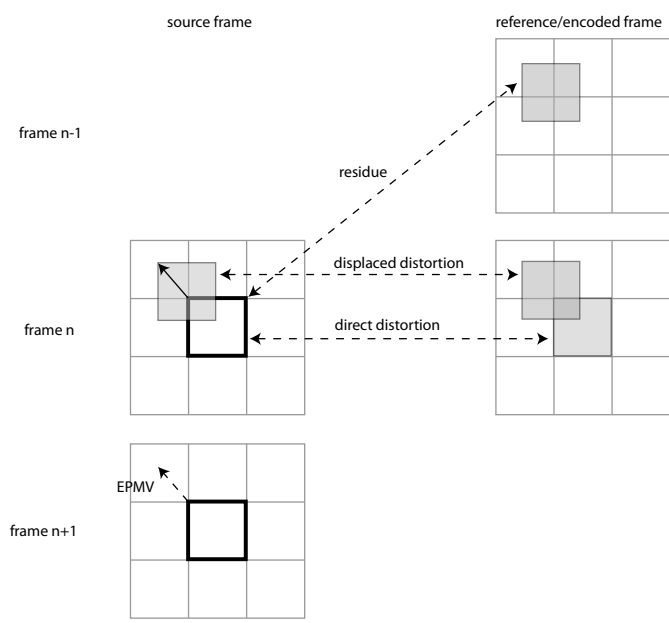 source frame
reference/encoded frame
frame n-1
residue
displaced distortion
frame n
direct distortion
EPMV
frame n+1